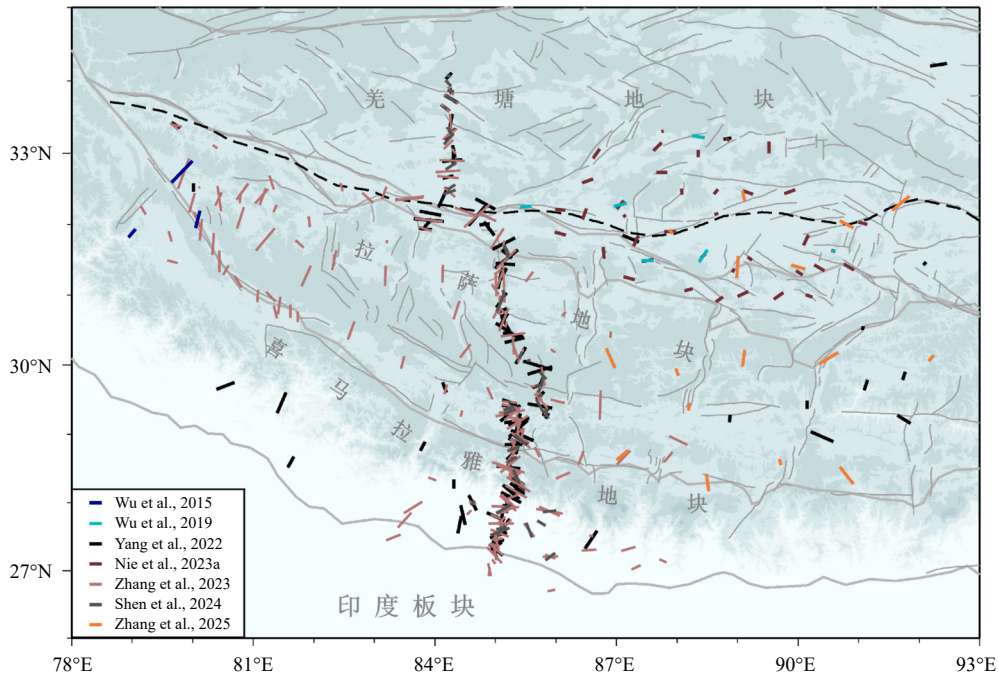 羌 塘 地 块
33°N
拉 萨 地 块
30°N
喜 马 拉 雅 地 块
Wu et al., 2015
Wu et al., 2019
Yang et al., 2022
Nie et al., 2023a
Zhang et al., 2023
Shen et al., 2024
Zhang et al., 2025
27°N
印 度 板 块
78°E 81°E 84°E 87°E 90°E 93°E